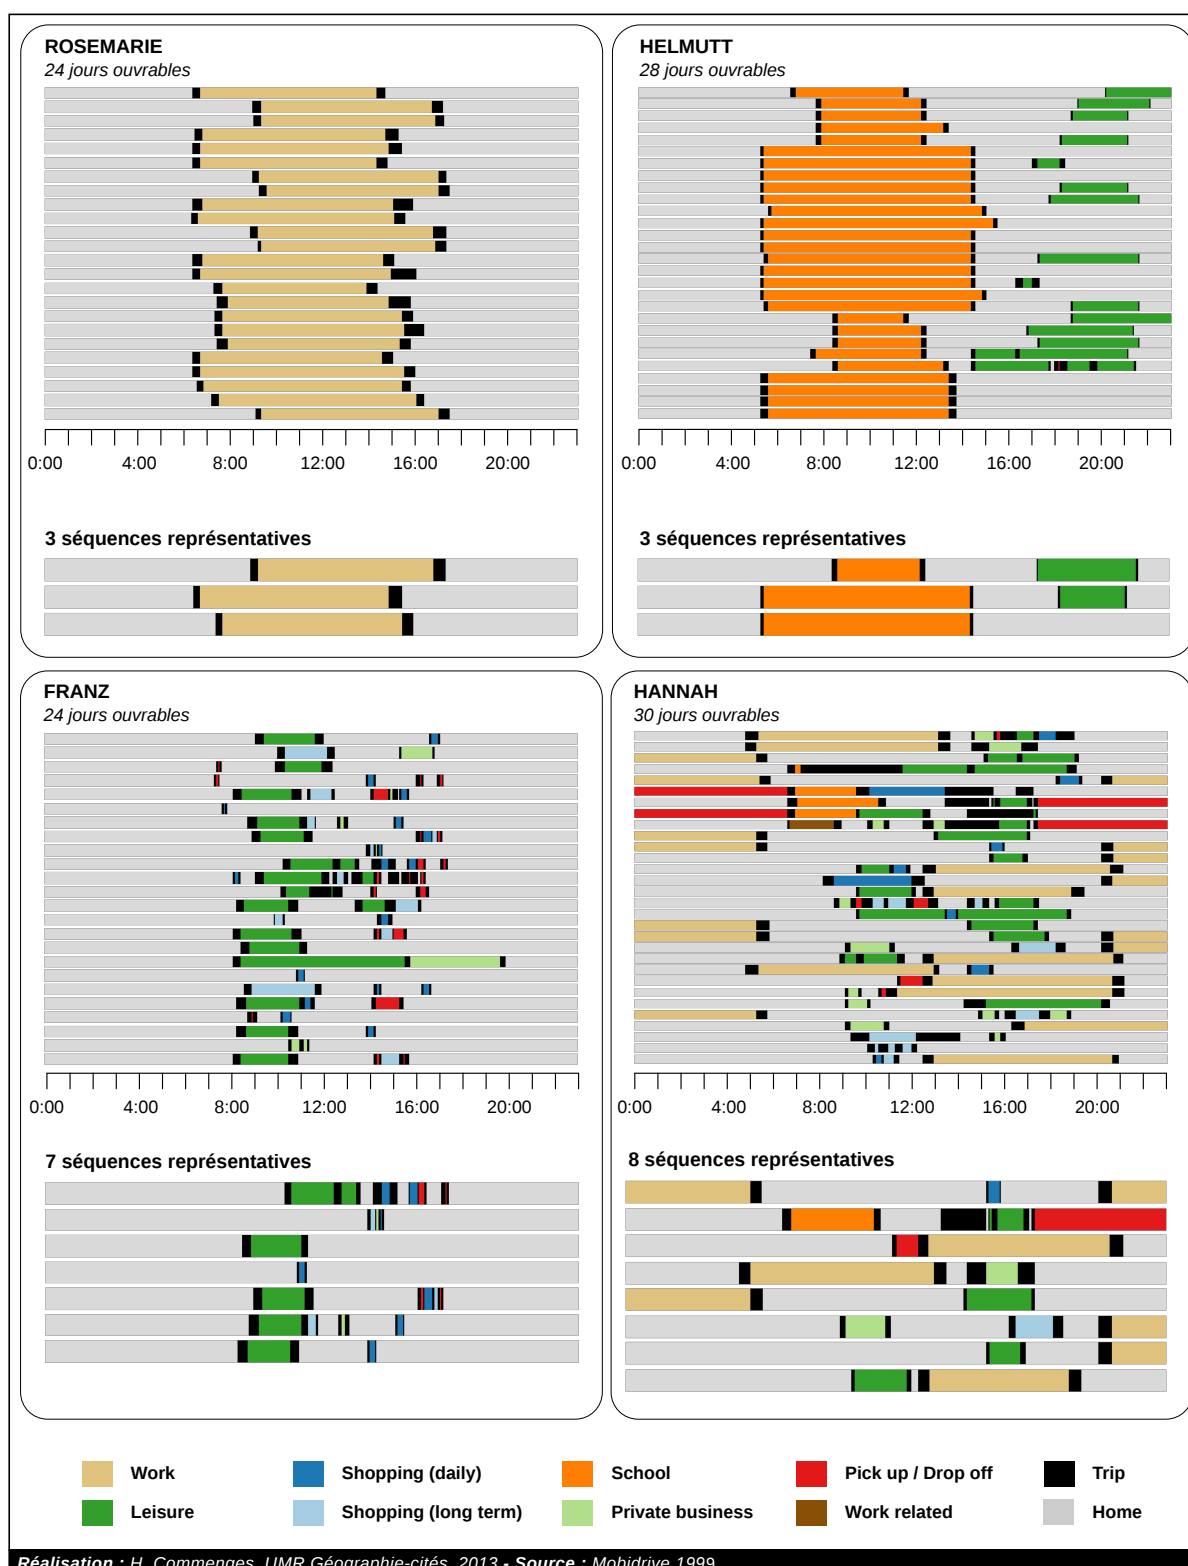 ROSEMARIE
24 jours ouvrables
0:00 4:00 8:00 12:00 16:00 20:00
3 séquences représentatives
HELMUTT
28 jours ouvrables
0:00 4:00 8:00 12:00 16:00 20:00
3 séquences représentatives
FRANZ
24 jours ouvrables
0:00 8:00 12:00 16:00 20:00
7 séquences représentatives
HANNAH
30 jours ouvrables
0:00 4:00 8:00 12:00 16:00 20:00
8 séquences représentatives
Work Shopping (daily) School Pick up / Drop off Trip
Leisure Shopping (long term) Private business Work related Home
Réalisation : H. Commenges, UMR Géographie-cités, 2013 - Source : Mobidrive 1999